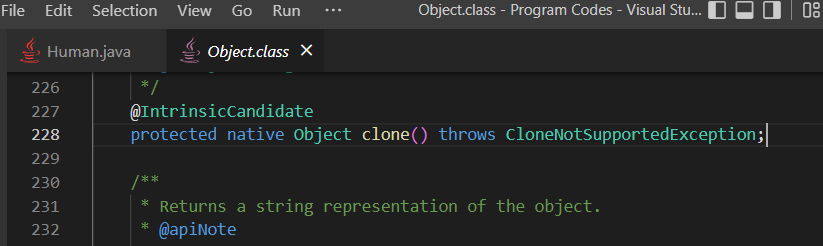 File Edit Selection View Go Run ... Object.class - Program Codes - Visual Stu...
Human.java Object.class
226 */
227 @IntrinsicCandidate
228 protected native Object clone() throws CloneNotSupportedException;
229
230 /**
231 * Returns a string representation of the object.
232 * @apiNote